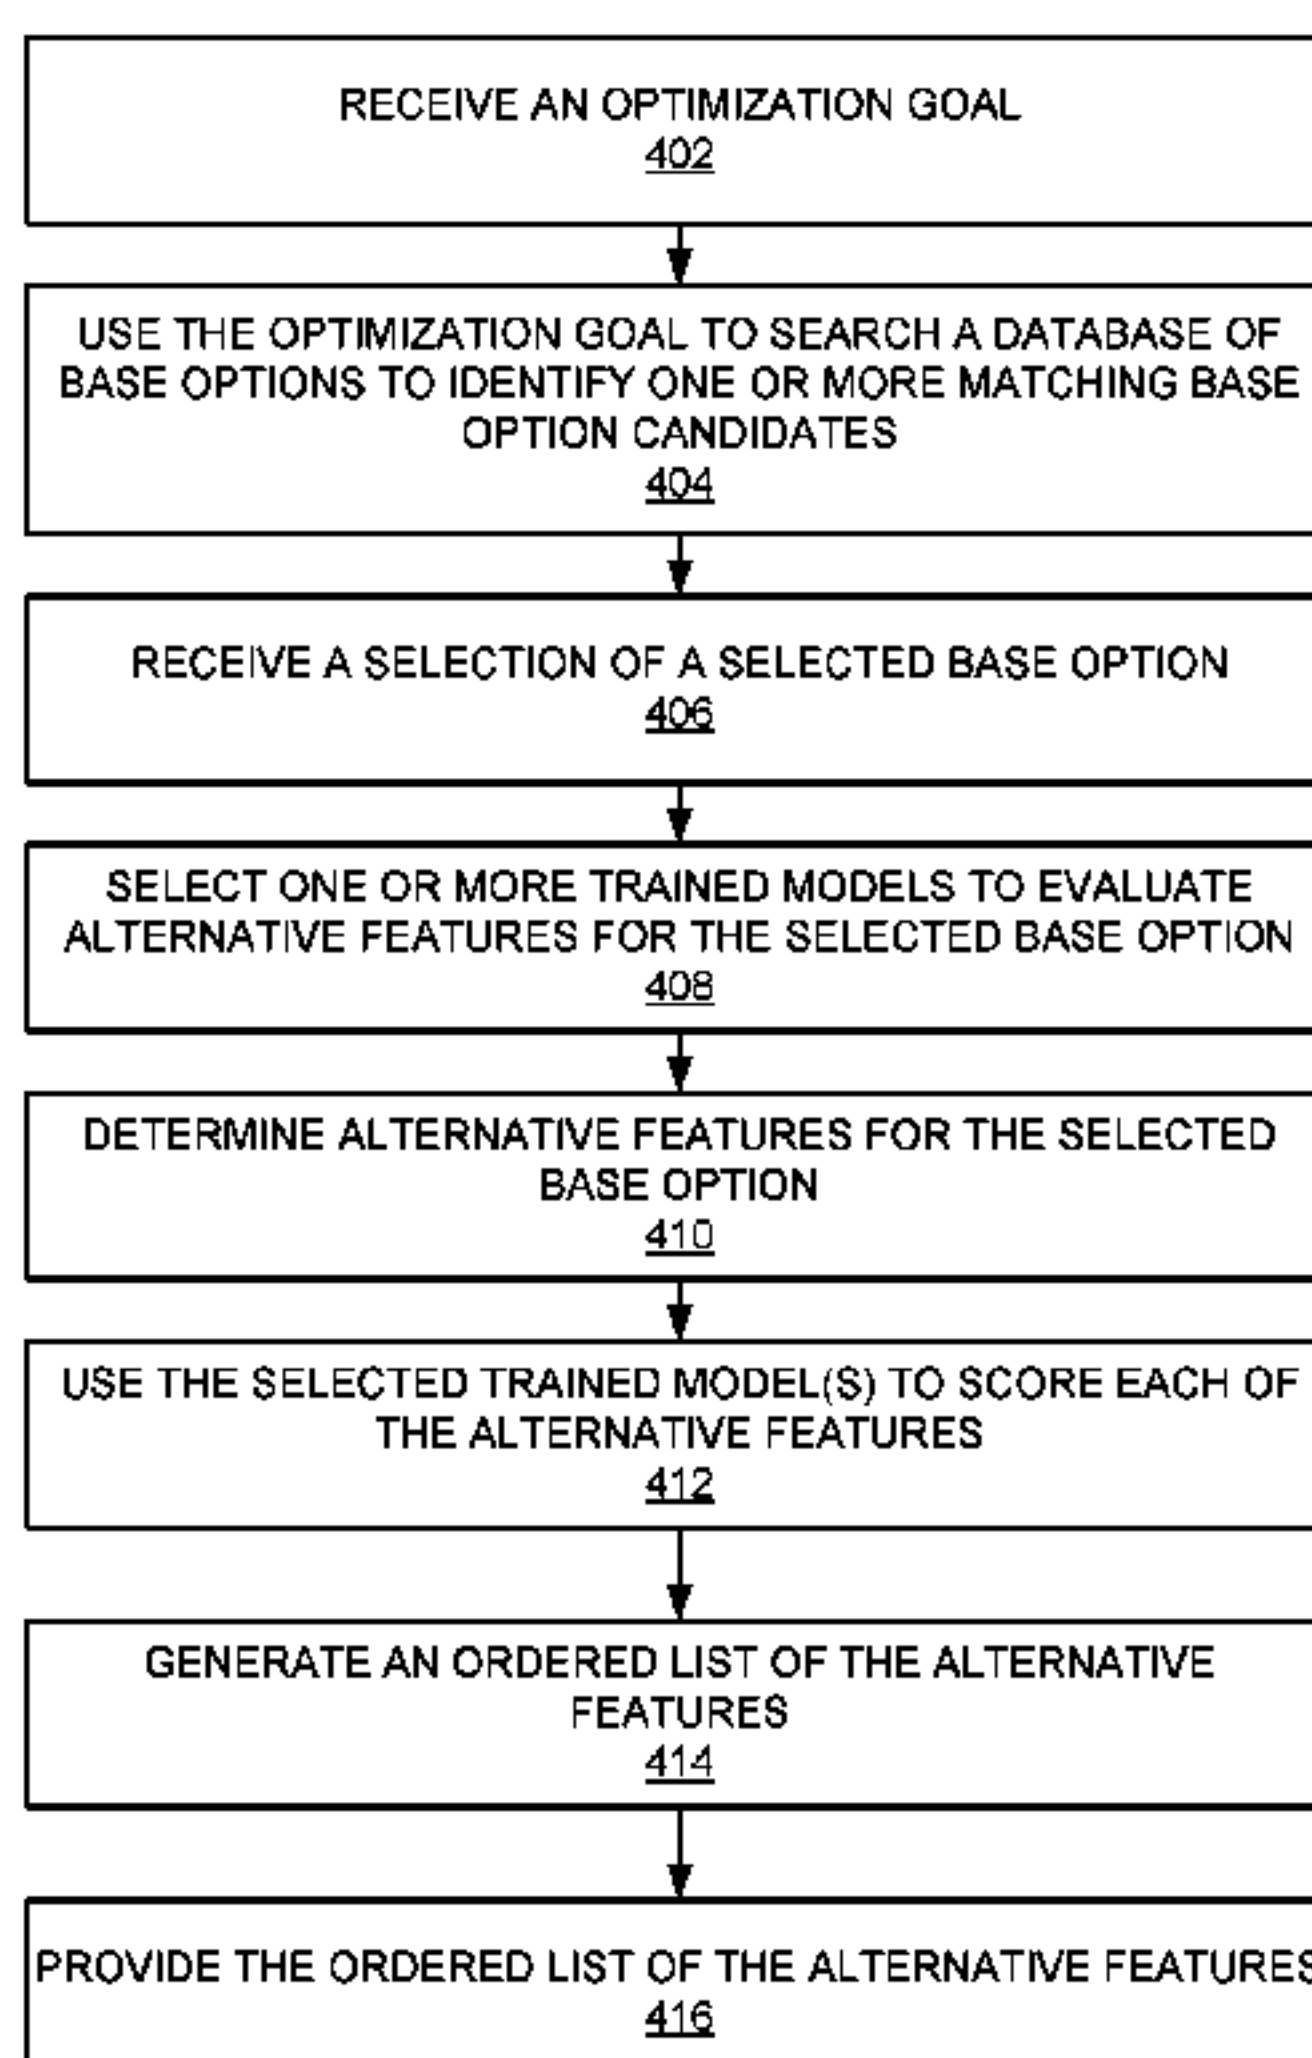 RECEIVE AN OPTIMIZATION GOAL
402
USE THE OPTIMIZATION GOAL TO SEARCH A DATABASE OF
BASE OPTIONS TO IDENTIFY ONE OR MORE MATCHING BASE
OPTION CANDIDATES
404
RECEIVE A SELECTION OF A SELECTED BASE OPTION
406
SELECT ONE OR MORE TRAINED MODELS TO EVALUATE
ALTERNATIVE FEATURES FOR THE SELECTED BASE OPTION
408
DETERMINE ALTERNATIVE FEATURES FOR THE SELECTED
BASE OPTION
410
USE THE SELECTED TRAINED MODEL(S) TO SCORE EACH OF
THE ALTERNATIVE FEATURES
412
GENERATE AN ORDERED LIST OF THE ALTERNATIVE
FEATURES
414
PROVIDE THE ORDERED LIST OF THE ALTERNATIVE FEATURES
416